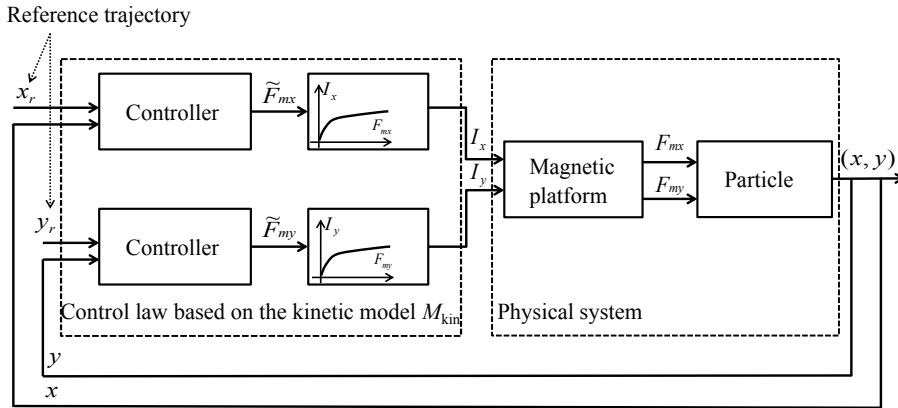 Reference trajectory
x_r
Controller
F̃_mx
I_x
F_mx
I_x
I_y
Magnetic
platform
F_mx
F_my
Particle
(x, y)
y_r
Controller
F̃_my
I_y
F_my
Control law based on the kinetic model M_kin
Physical system
y
x